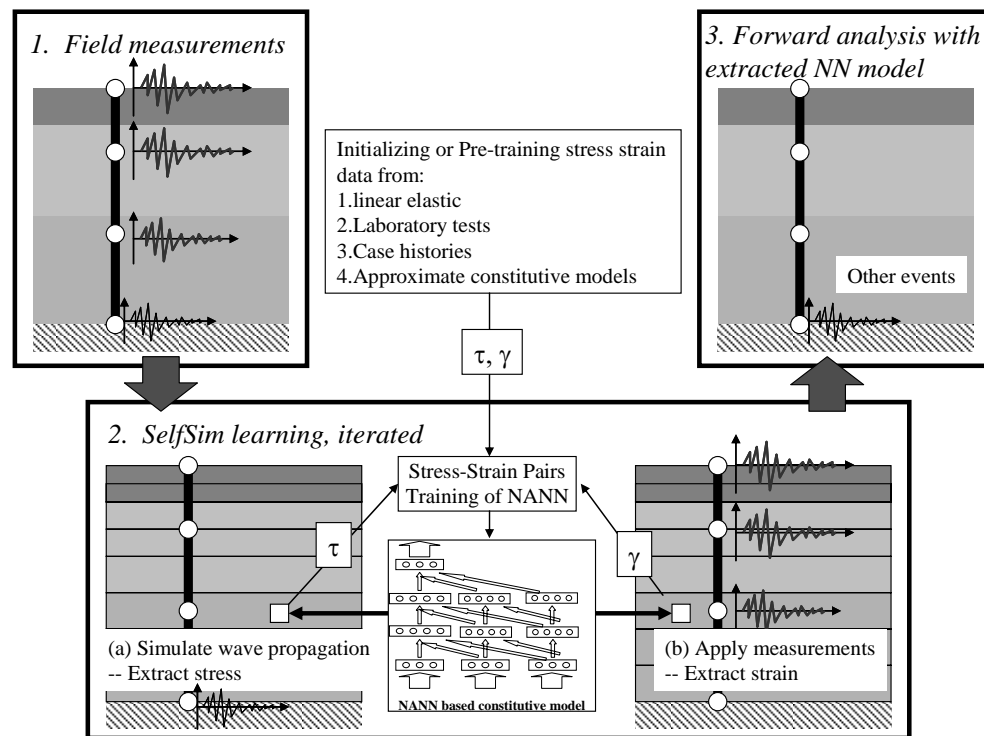 1. Field measurements
3. Forward analysis with
extracted NN model
Initializing or Pre-training stress strain
data from:
1.linear elastic
2.Laboratory tests
3.Case histories
4.Approximate constitutive models
Other events
τ, γ
2. SelfSim learning, iterated
Stress-Strain Pairs
Training of NANN
τ
γ
(a) Simulate wave propagation
-- Extract stress
(b) Apply measurements
-- Extract strain
NANN based constitutive model